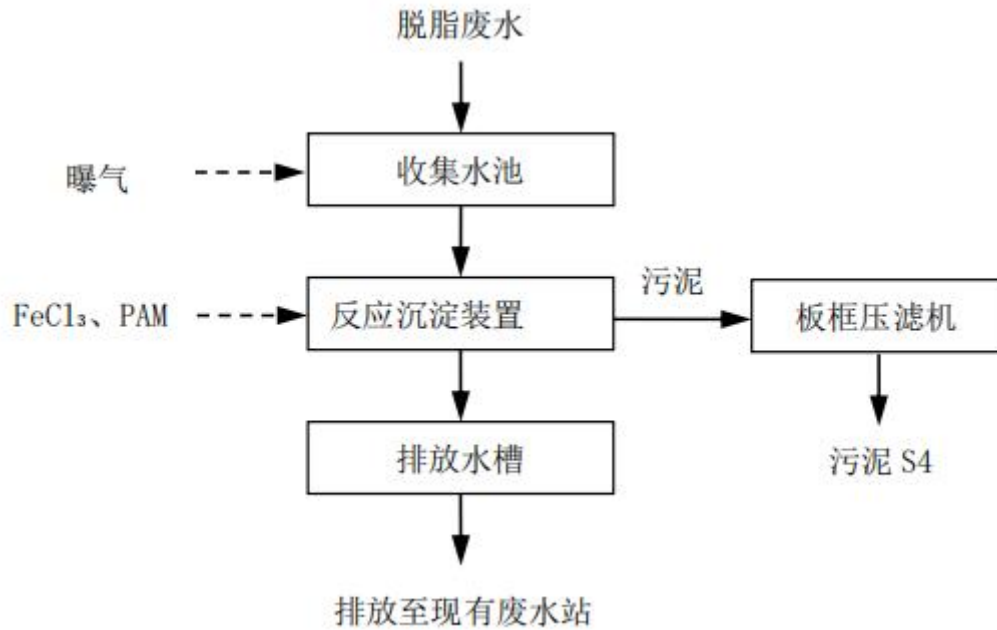 脱脂废水
曝气
收集水池
FeCl₃、PAM
反应沉淀装置
污泥
板框压滤机
排放水槽
污泥 S4
排放至现有废水站